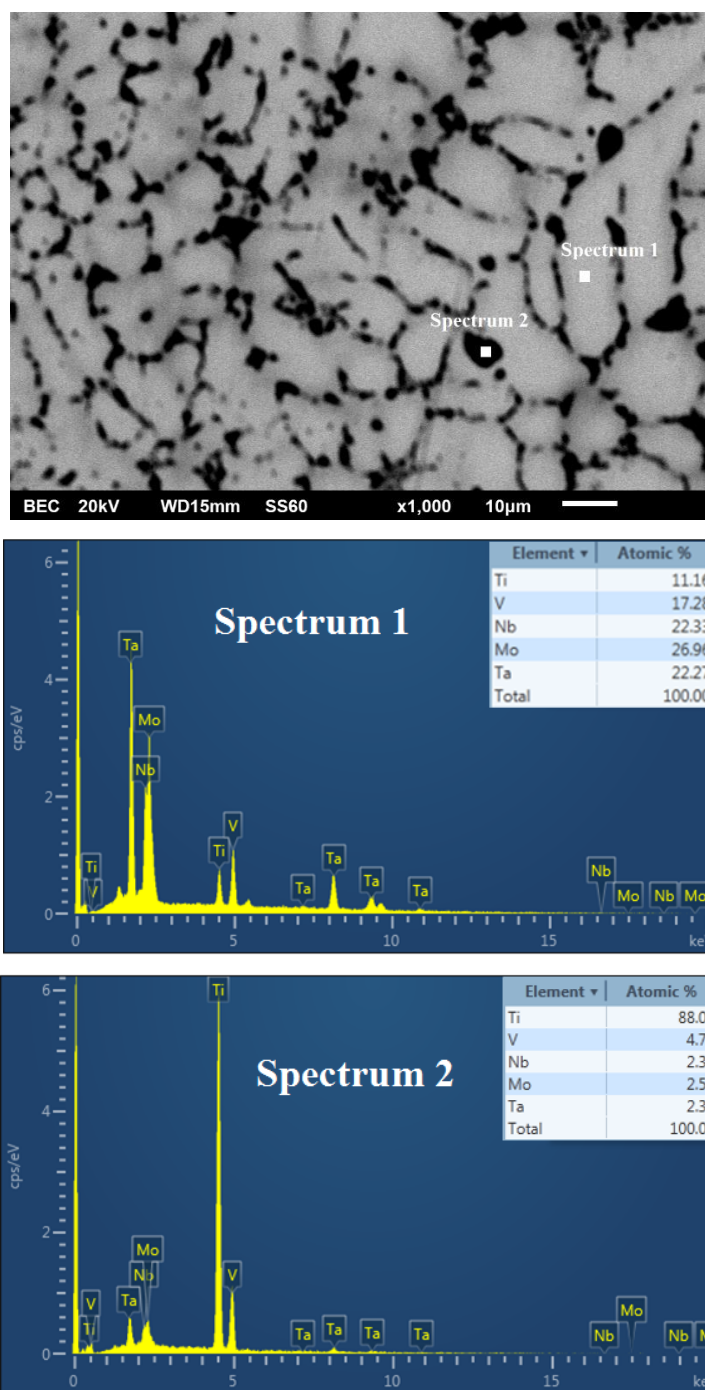 Spectrum 1
Spectrum 2
BEC 20kV WD15mm SS60 x1,000 10µm
Element Atomic %
Ti 11.16
V 17.28
Nb 22.33
Mo 26.96
Ta 22.27
Total 100.00
Spectrum 1
6
4
2
0
cps/eV
Ta
Mo
Nb
Ti
V
Ti
V
Ta
Ta
Ta
Ta
Nb
Mo
Nb
Mo
0 5 10 15 ke
Element Atomic %
Ti 88.0
V 4.7
Nb 2.3
Mo 2.5
Ta 2.3
Total 100.0
Spectrum 2
6
4
2
0
cps/eV
Ti
Mo
Nb
V
V
Ta
Ti
Ta
Ta
Ta
Ta
Mo
Nb
Nb
M
0 5 10 15 ke